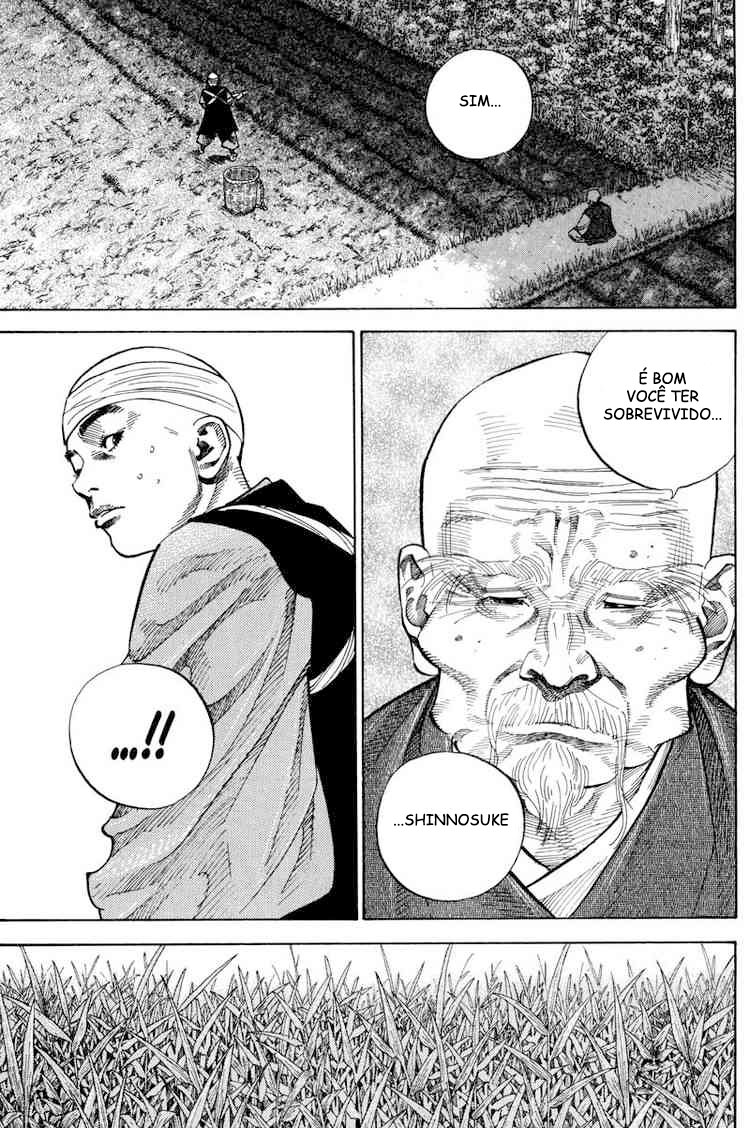 SIM...
É BOM
VOCÊ TER
SOBREVIVIDO...
...SHINNOSUKE
...!!